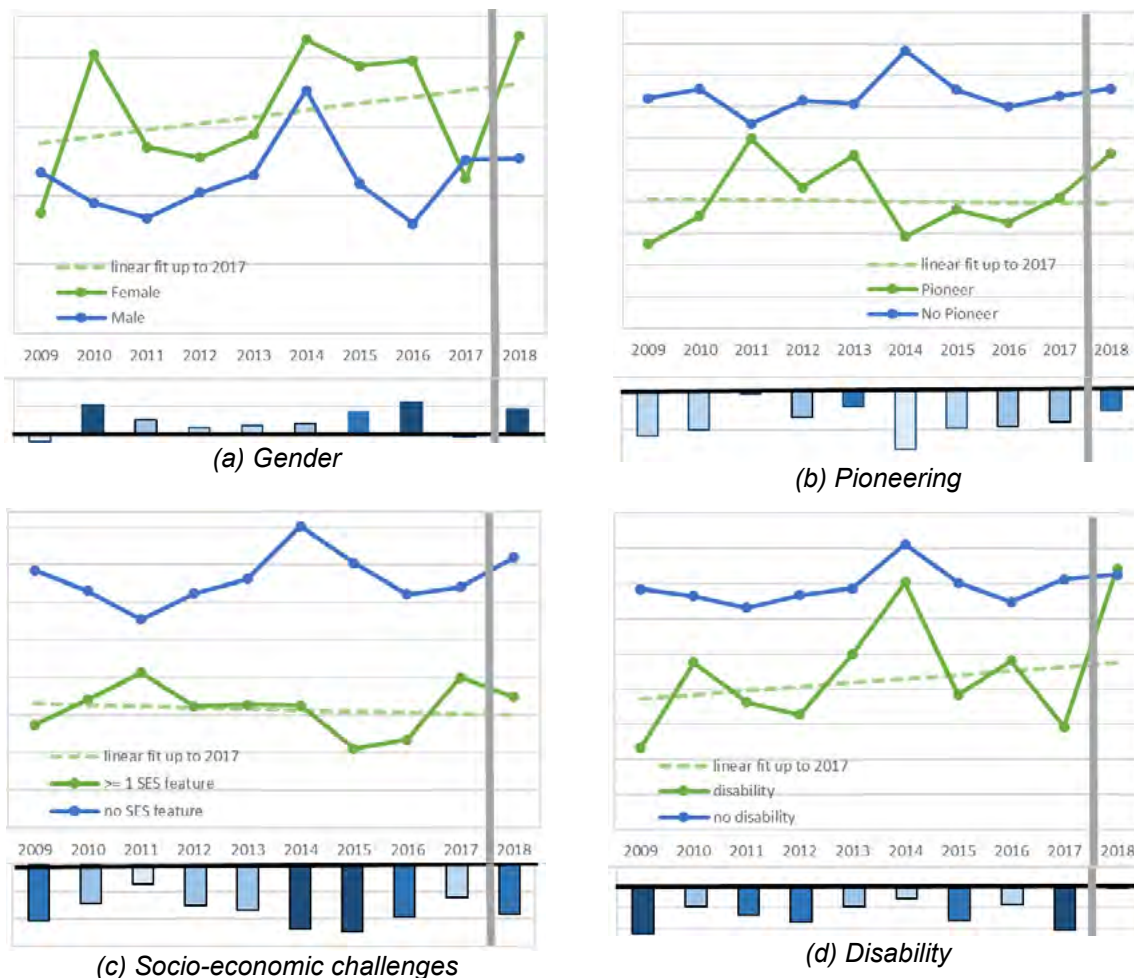 linear fit up to 2017
Female
Male
2009 2010 2011 2012 2013 2014 2015 2016 2017 2018
(a) Gender
linear fit up to 2017
Pioneer
No Pioneer
2009 2010 2011 2012 2013 2014 2015 2016 2017 2018
(b) Pioneering
linear fit up to 2017
>= 1 SES feature
no SES feature
2009 2010 2011 2012 2013 2014 2015 2016 2017 2018
(c) Socio-economic challenges
linear fit up to 2017
disability
no disability
2009 2010 2011 2012 2013 2014 2015 2016 2017 2018
(d) Disability